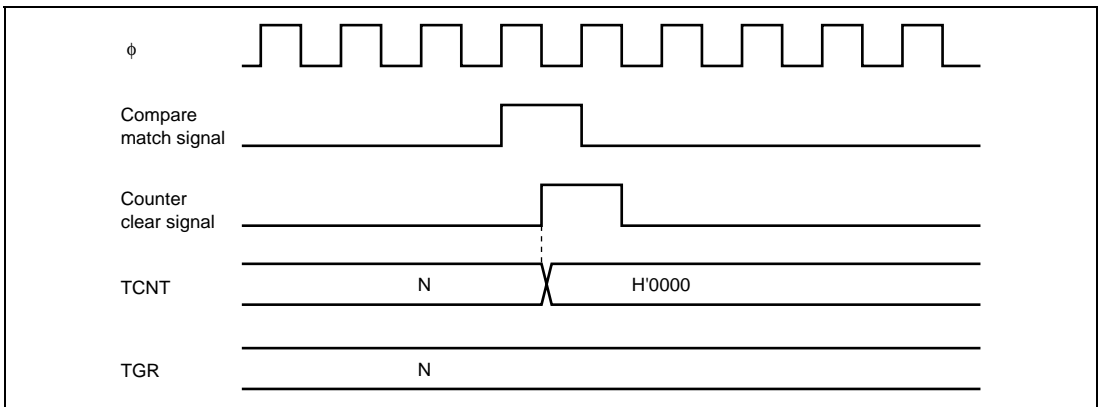 ϕ
Compare
match signal
Counter
clear signal
TCNT
N
H'0000
TGR
N